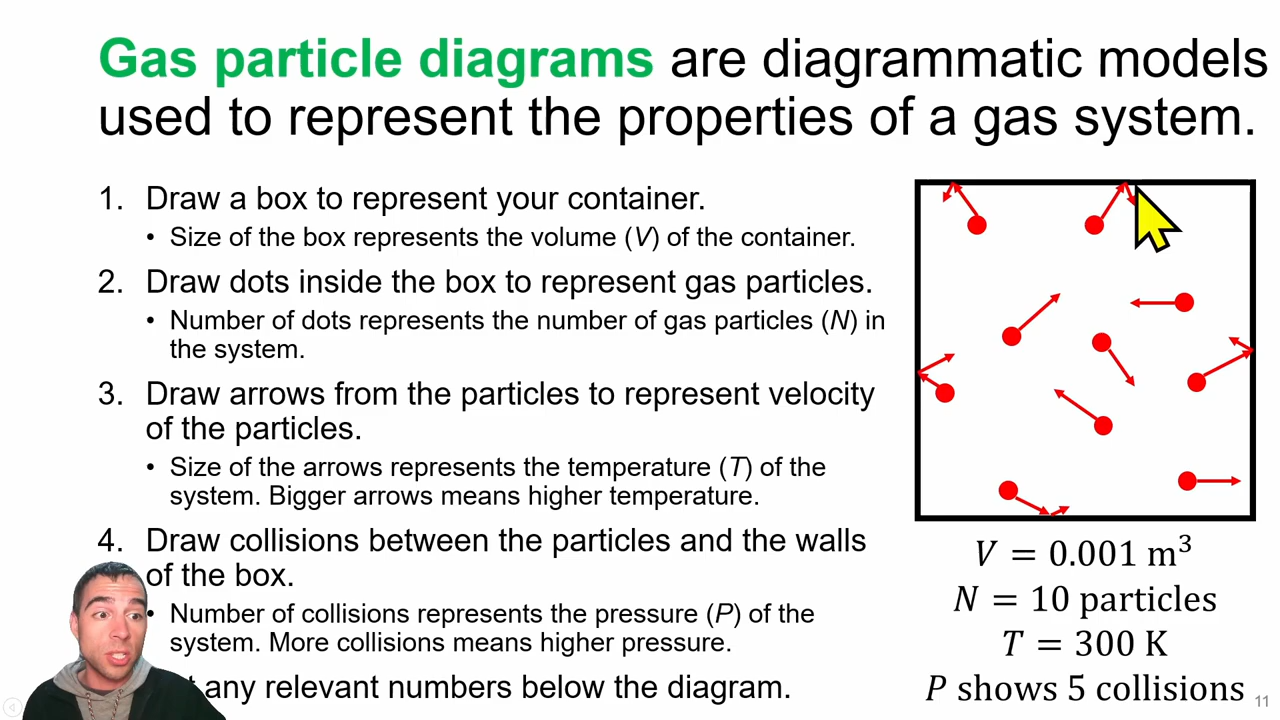 Gas particle diagrams are diagrammatic models
used to represent the properties of a gas system.
1. Draw a box to represent your container.
• Size of the box represents the volume (V) of the container.
2. Draw dots inside the box to represent gas particles.
• Number of dots represents the number of gas particles (N) in
the system.
3. Draw arrows from the particles to represent velocity
of the particles.
• Size of the arrows represents the temperature (T) of the
system. Bigger arrows means higher temperature.
4. Draw collisions between the particles and the walls
of the box.
• Number of collisions represents the pressure (P) of the
system. More collisions means higher pressure.
any relevant numbers below the diagram.
V = 0.001 m³
N = 10 particles
T = 300 K
P shows 5 collisions
11